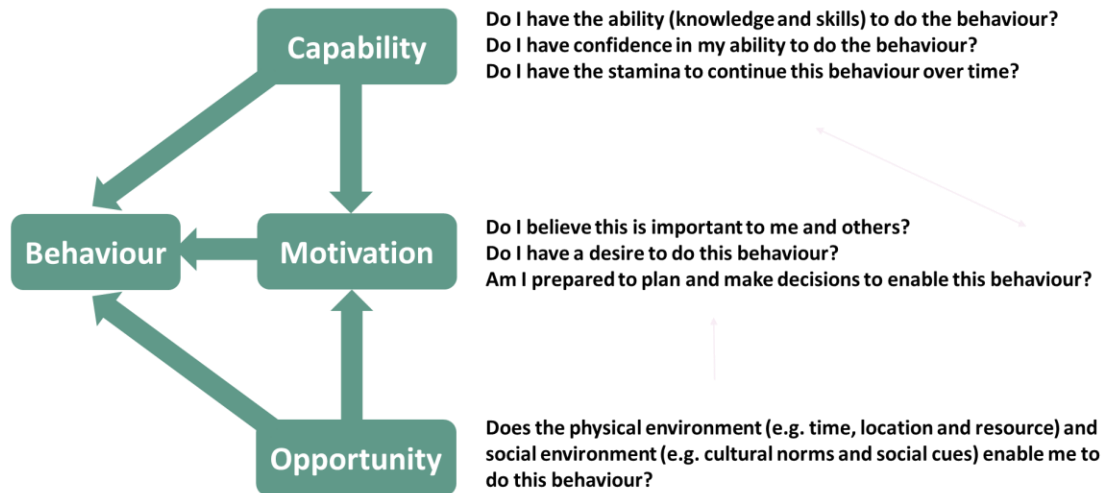 Capability
Do I have the ability (knowledge and skills) to do the behaviour?
Do I have confidence in my ability to do the behaviour?
Do I have the stamina to continue this behaviour over time?
Behaviour
Motivation
Do I believe this is important to me and others?
Do I have a desire to do this behaviour?
Am I prepared to plan and make decisions to enable this behaviour?
Opportunity
Does the physical environment (e.g. time, location and resource) and
social environment (e.g. cultural norms and social cues) enable me to
do this behaviour?